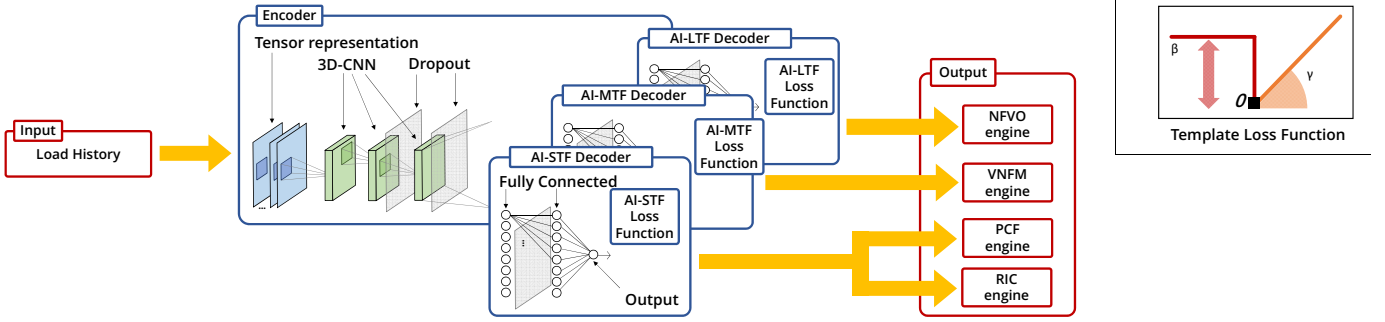 Encoder
Tensor representation
3D-CNN
Dropout
...
Input
Load History
AI-LTF Decoder
AI-LTF
Loss
Function
AI-MTF Decoder
AI-MTF
Loss
Function
AI-STF Decoder
Fully Connected
AI-STF
Loss
Function
...
Output
Output
NFVO
engine
VNFM
engine
PCF
engine
RIC
engine
β
γ
O
Template Loss Function